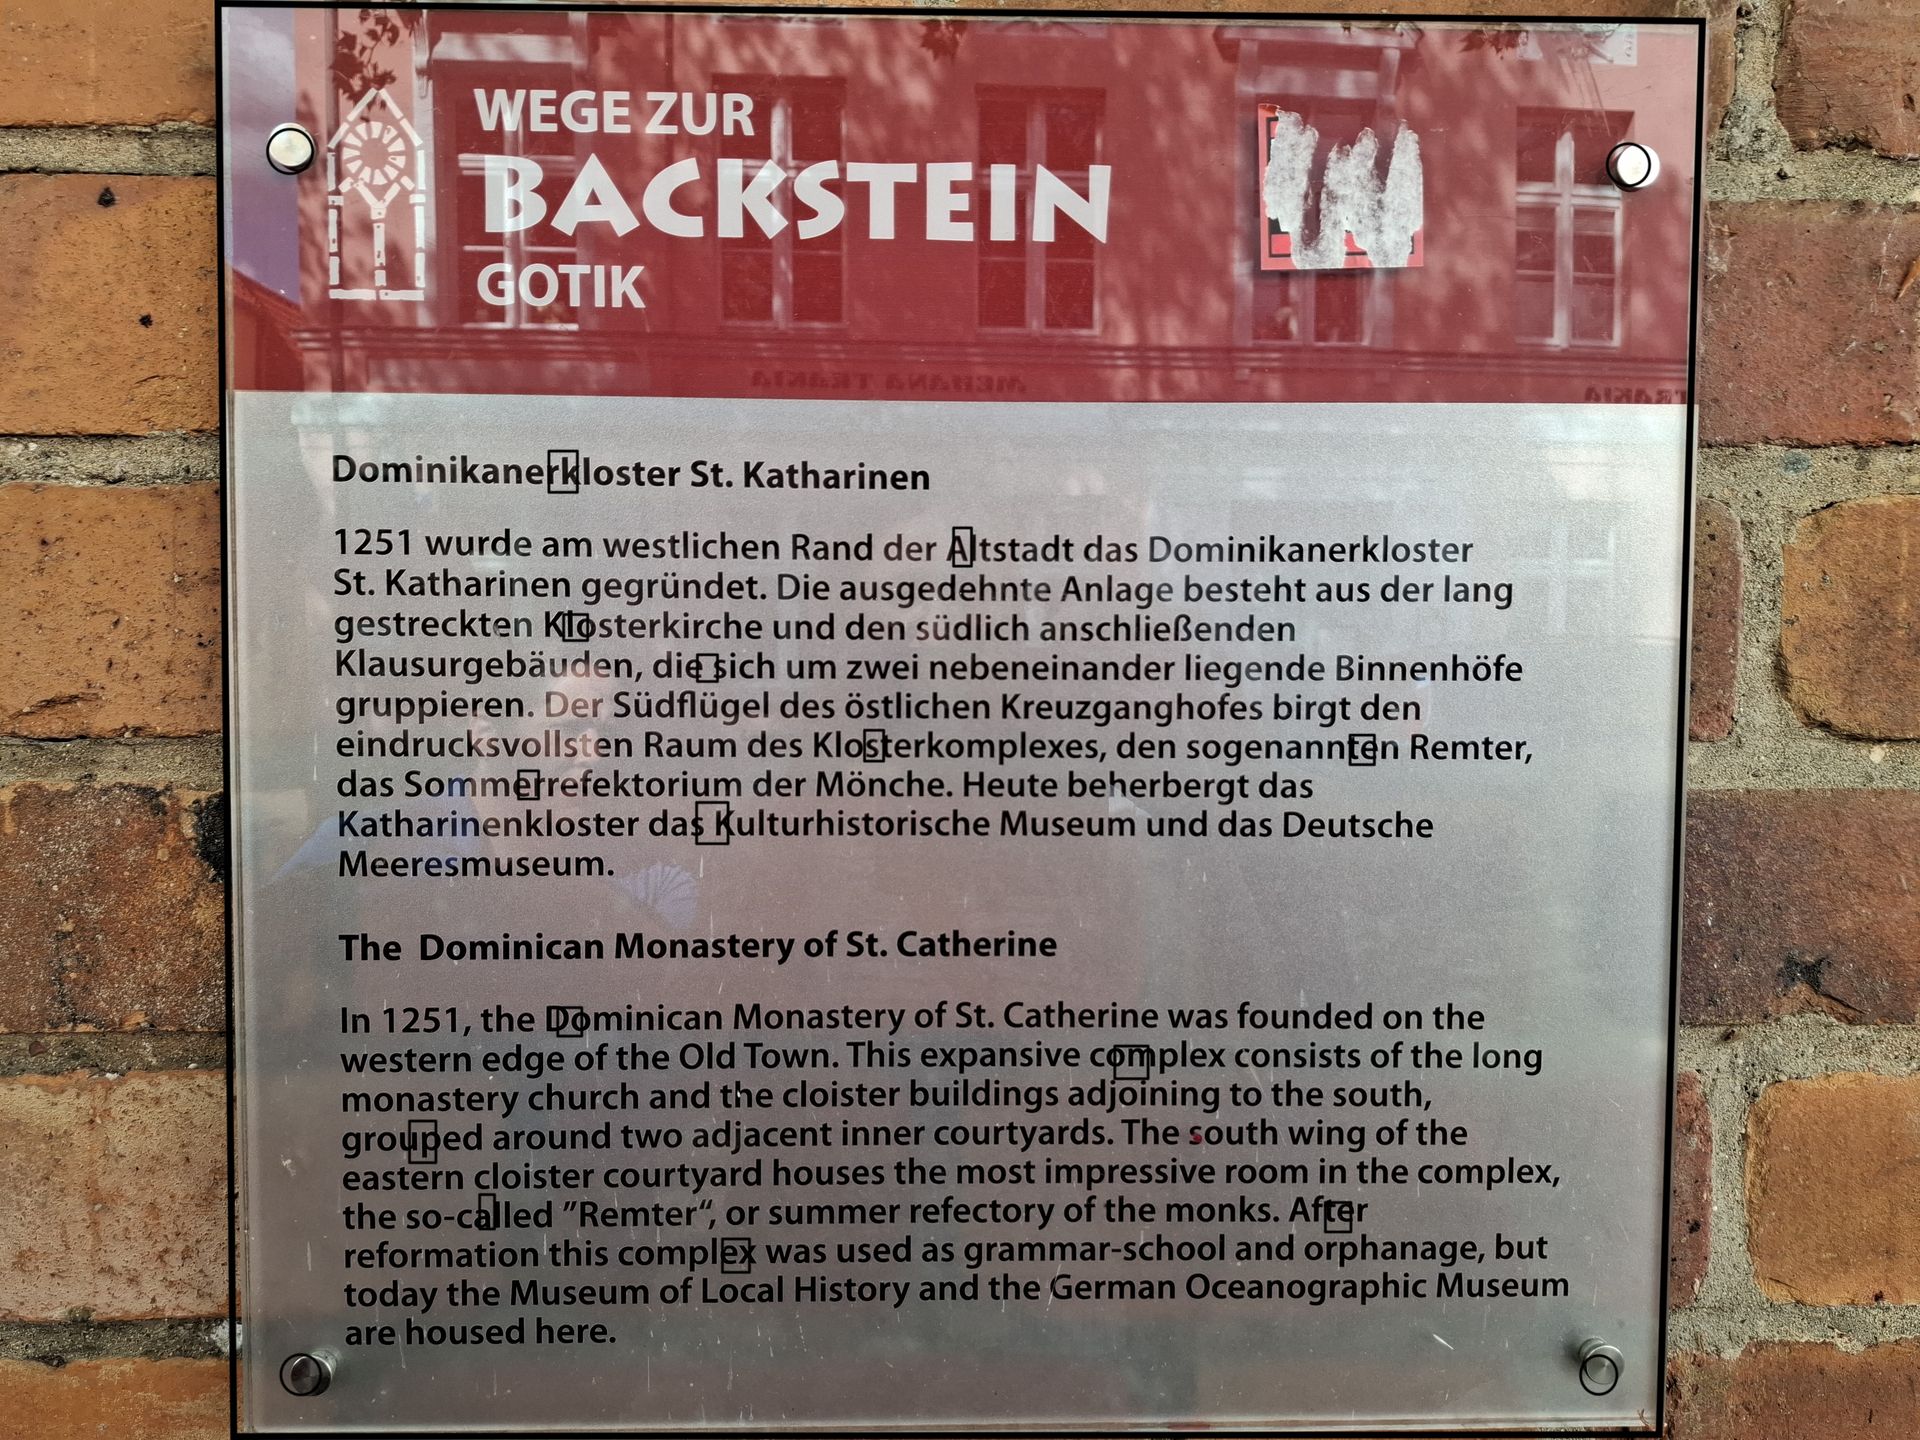 WEGE ZUR
BACKSTEIN
GOTIK
MEHANA TRAKIA
TRAKIA
Dominikanerkloster St. Katharinen
1251 wurde am westlichen Rand der Altstadt das Dominikanerkloster
St. Katharinen gegründet. Die ausgedehnte Anlage besteht aus der lang
gestreckten Klosterkirche und den südlich anschließenden
Klausurgebäuden, die sich um zwei nebeneinander liegende Binnenhöfe
gruppieren. Der Südflügel des östlichen Kreuzganghofes birgt den
eindrucksvollsten Raum des Klosterkomplexes, den sogenannten Remter,
das Sommerrefektorium der Mönche. Heute beherbergt das
Katharinenkloster das Kulturhistorische Museum und das Deutsche
Meeresmuseum.
The Dominican Monastery of St. Catherine
In 1251, the Dominican Monastery of St. Catherine was founded on the
western edge of the Old Town. This expansive complex consists of the long
monastery church and the cloister buildings adjoining to the south,
grouped around two adjacent inner courtyards. The south wing of the
eastern cloister courtyard houses the most impressive room in the complex,
the so-called ”Remter“, or summer refectory of the monks. After
reformation this complex was used as grammar-school and orphanage, but
today the Museum of Local History and the German Oceanographic Museum
are housed here.